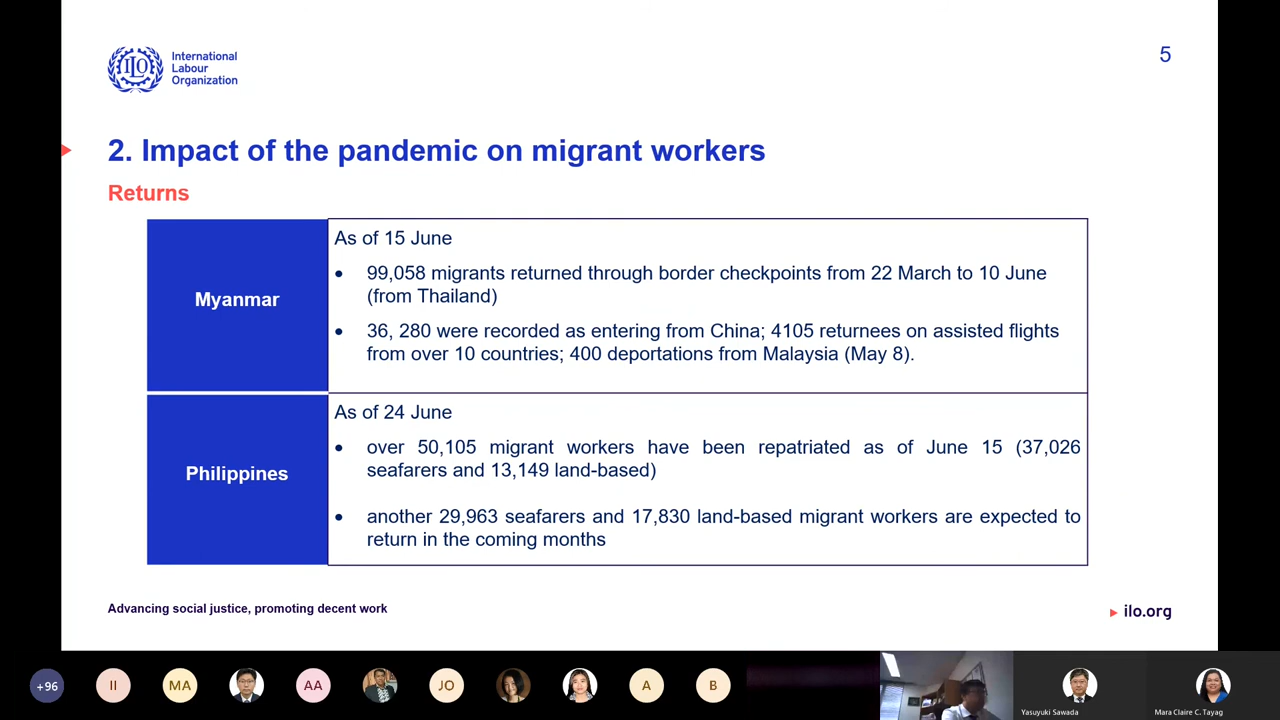 International
Labour
Organization
5
2. Impact of the pandemic on migrant workers
Returns
Myanmar
As of 15 June
• 99,058 migrants returned through border checkpoints from 22 March to 10 June
(from Thailand)
• 36, 280 were recorded as entering from China; 4105 returnees on assisted flights
from over 10 countries; 400 deportations from Malaysia (May 8).
Philippines
As of 24 June
• over 50,105 migrant workers have been repatriated as of June 15 (37,026
seafarers and 13,149 land-based)
• another 29,963 seafarers and 17,830 land-based migrant workers are expected to
return in the coming months
Advancing social justice, promoting decent work
ilo.org
+96
II
MA
AA
JO
A
B
Yasuyuki Sawada
Mara Claire C. Tayag